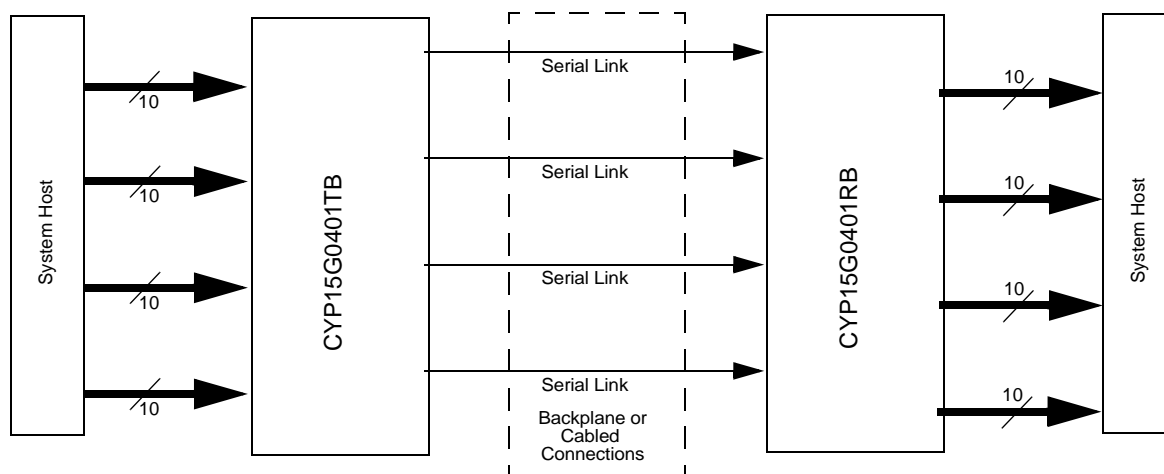 System Host
10
10
10
10
CYP15G0401TB
Serial Link
Serial Link
Serial Link
Serial Link
Backplane or
Cabled
Connections
CYP15G0401RB
10
10
10
10
System Host